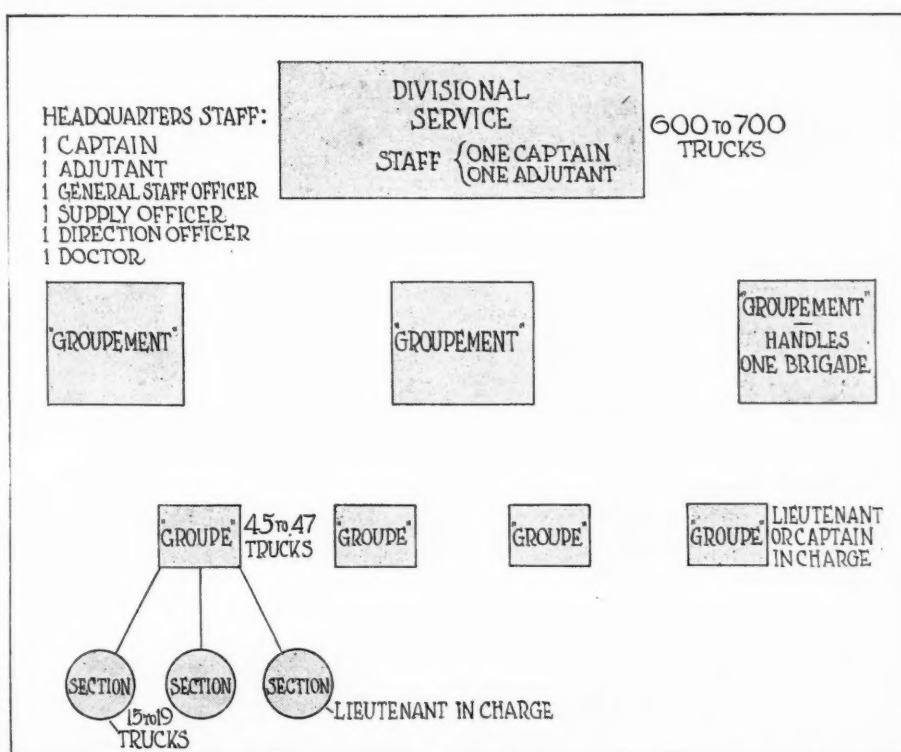 HEADQUARTERS STAFF:
1 CAPTAIN
1 ADJUTANT
1 GENERAL STAFF OFFICER
1 SUPPLY OFFICER
1 DIRECTION OFFICER
1 DOCTOR
DIVISIONAL
SERVICE
STAFF { ONE CAPTAIN
ONE ADJUTANT
600 TO 700
TRUCKS
"GROUPEMENT"
"GROUPEMENT"
"GROUPEMENT"
—
HANDLES
ONE BRIGADE
"GROUPE"
45 TO 47
TRUCKS
"GROUPE"
"GROUPE"
"GROUPE"
LIEUTENANT
OR CAPTAIN
IN CHARGE
SECTION
SECTION
SECTION
15 TO 19
TRUCKS
LIEUTENANT IN CHARGE